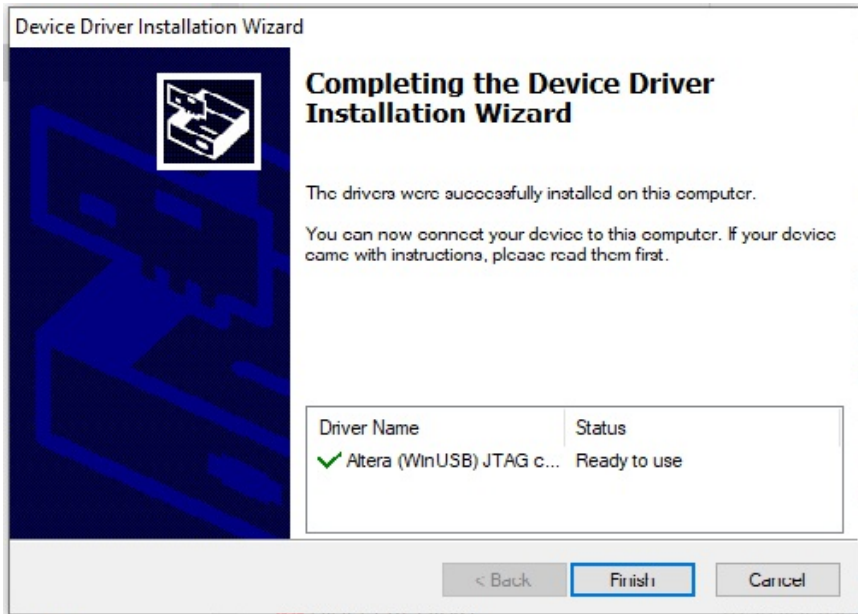 Device Driver Installation Wizard
Completing the Device Driver
Installation Wizard
The drivers were successfully installed on this computer.
You can now connect your device to this computer. If your device
came with instructions, please read them first.
Driver Name Status
Altera (WinUSB) JTAG c... Ready to use
< Back Finish Cancel